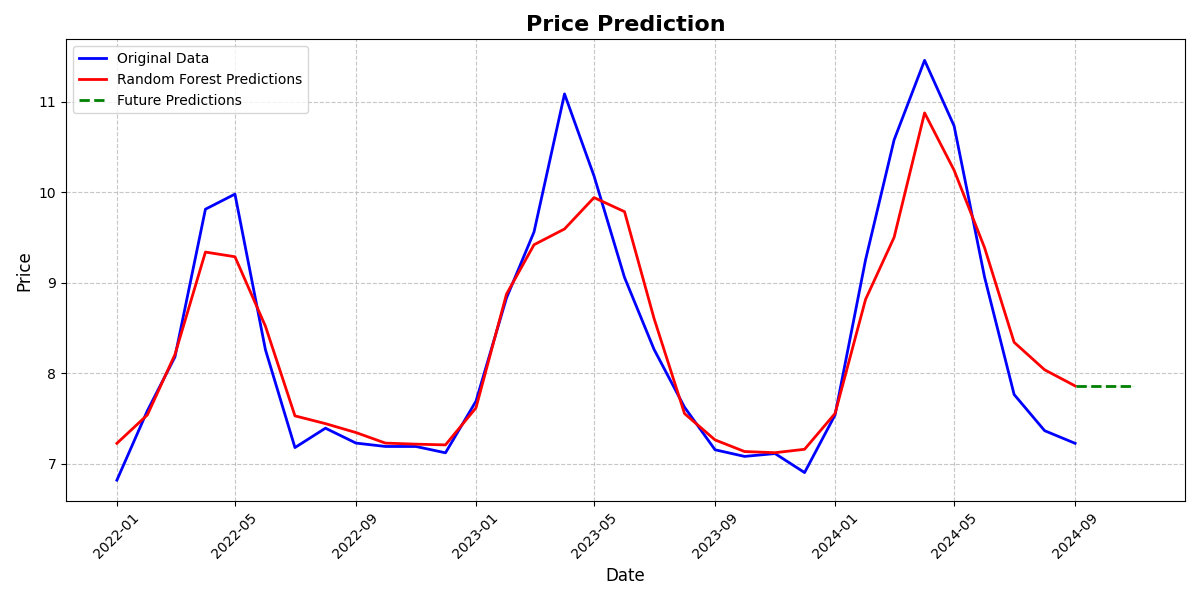 Price Prediction
Original Data
Random Forest Predictions
Future Predictions
Price
11
10
9
8
7
2022-01
2022-05
2022-09
2023-01
2023-05
2023-09
2024-01
2024-05
2024-09
Date